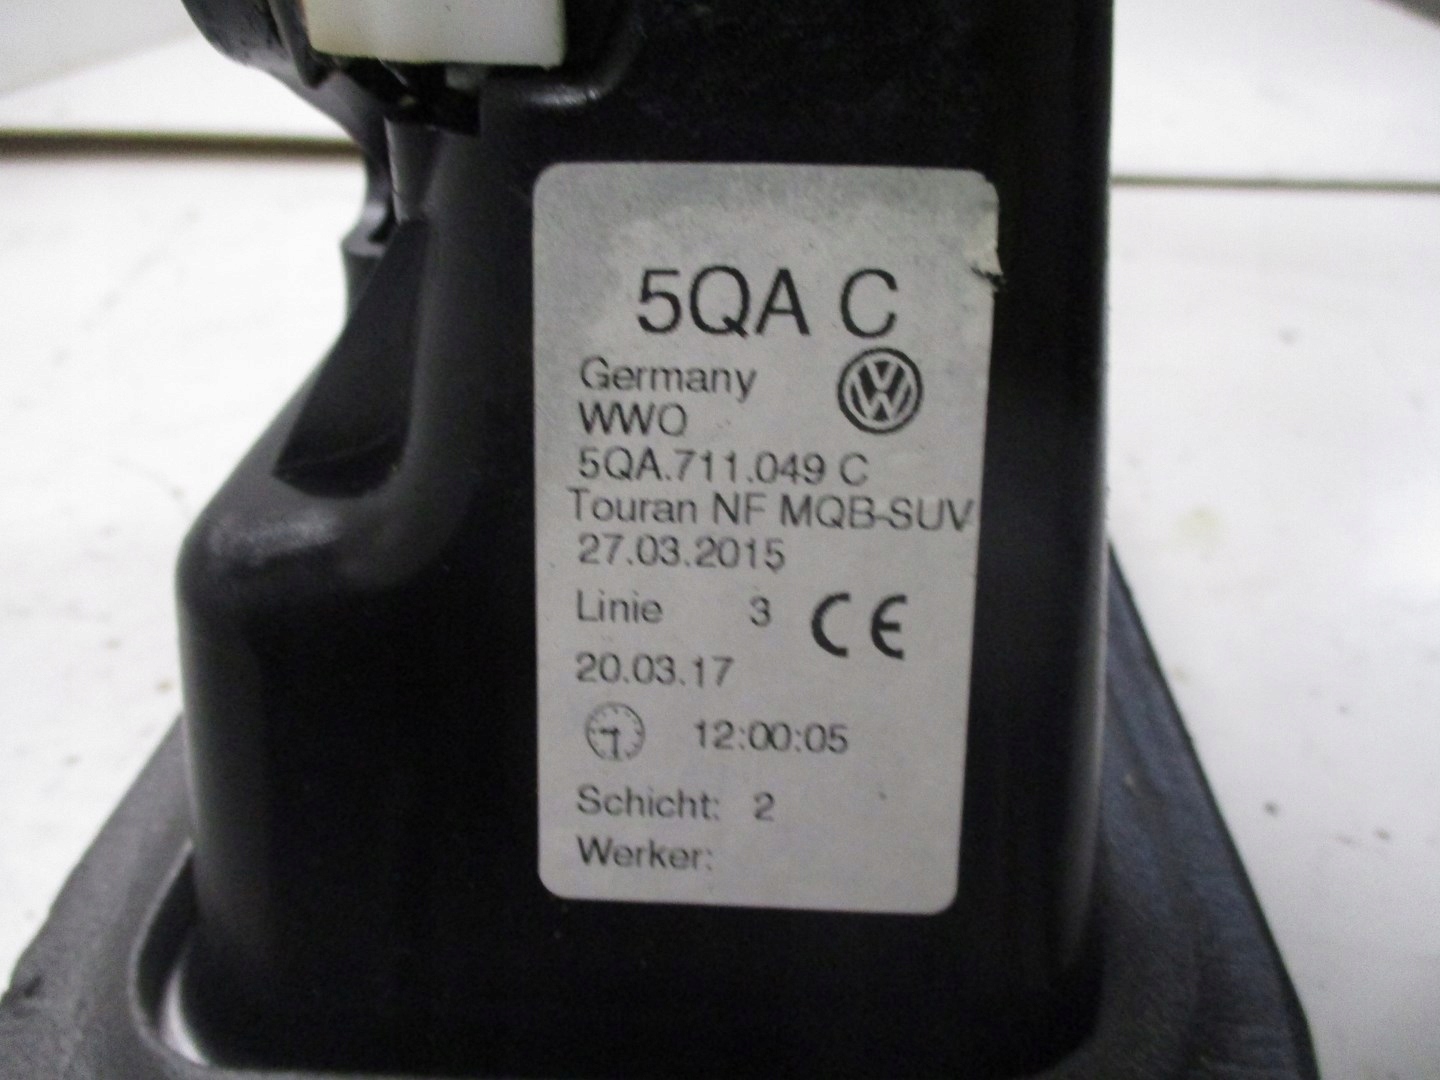 5QA C
Germany
WWO
5QA.711.049 C
Touran NF MQB-SUV
27.03.2015
Linie 3 CE
20.03.17
12:00:05
Schicht: 2
Werker: